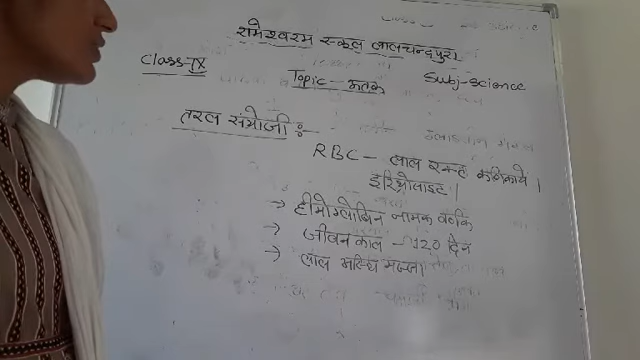 रामेश्वरम स्कूल लालचन्दपुरा
Class-IX
Topic - ऊतक
Subj-science
तरल संयोजी :-
RBC - लाल रक्त कणिकाये ।
इरिथ्रोसाइट ।
→ हीमोग्लोबिन नामक वर्णक
→ जीवन काल - 120 दिन
→ लाल अस्थि मज्जा